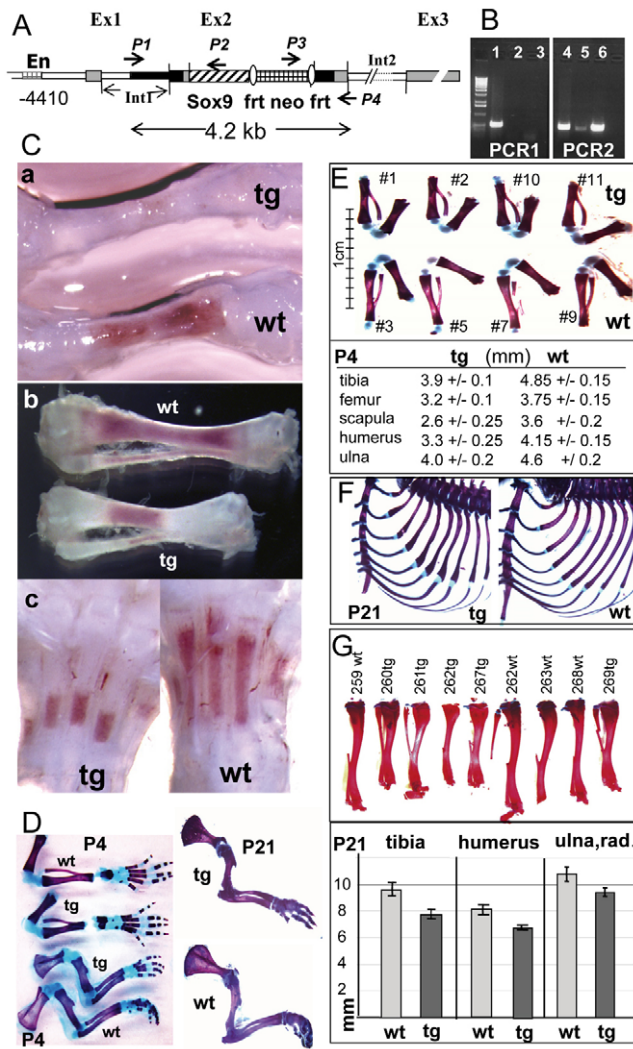 A
Ex1 Ex2 Ex3
P1 P2 P3
En
Int1
Int2
-4410
Sox9 frt neo frt
P4
4.2 kb
B
1 2 3 4 5 6
PCR1 PCR2
C
a
tg
wt
b
wt
tg
c
tg wt
D
P4
wt
tg
tg
wt
P4
P21
tg
wt
E
#1 #2 #10 #11
tg
1cm
#3 #5 #7 #9
wt
P4 tg (mm) wt
tibia 3.9 +/- 0.1 4.85 +/- 0.15
femur 3.2 +/- 0.1 3.75 +/- 0.15
scapula 2.6 +/- 0.25 3.6 +/- 0.2
humerus 3.3 +/- 0.25 4.15 +/- 0.15
ulna 4.0 +/- 0.2 4.6 +/ 0.2
F
P21 tg wt
G
259 wt 260tg 261tg 262tg 267tg 262wt 263wt 268wt 269tg
P21 tibia humerus ulna,rad.
10
8
6
4
2
mm
wt tg wt tg wt tg